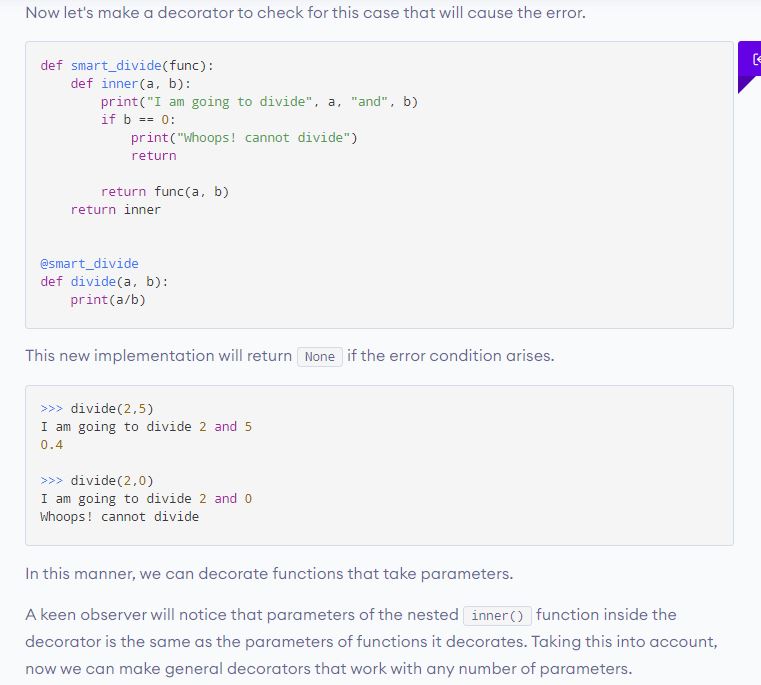 Now let's make a decorator to check for this case that will cause the error.
def smart_divide(func):
    def inner(a, b):
        print("I am going to divide", a, "and", b)
        if b == 0:
            print("Whoops! cannot divide")
            return
        return func(a, b)
    return inner
@smart_divide
def divide(a, b):
    print(a/b)
This new implementation will return None if the error condition arises.
>>> divide(2,5)
I am going to divide 2 and 5
0.4
>>> divide(2,0)
I am going to divide 2 and 0
Whoops! cannot divide
In this manner, we can decorate functions that take parameters.
A keen observer will notice that parameters of the nested inner() function inside the
decorator is the same as the parameters of functions it decorates. Taking this into account,
now we can make general decorators that work with any number of parameters.